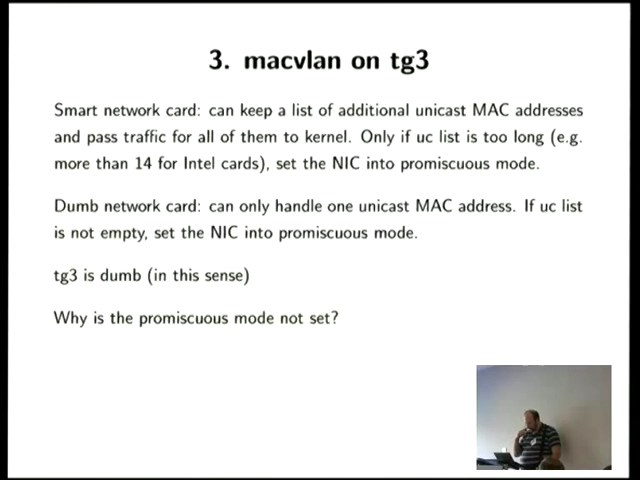 3. macvlan on tg3
Smart network card: can keep a list of additional unicast MAC addresses
and pass traffic for all of them to kernel. Only if uc list is too long (e.g.
more than 14 for Intel cards), set the NIC into promiscuous mode.
Dumb network card: can only handle one unicast MAC address. If uc list
is not empty, set the NIC into promiscuous mode.
tg3 is dumb (in this sense)
Why is the promiscuous mode not set?